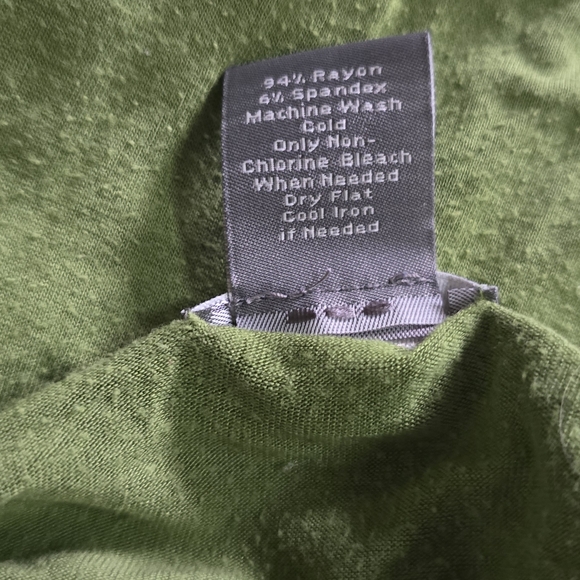 94% Rayon
6% Spandex
Machine Wash
Cold
Only Non-
Chlorine Bleach
When Needed
Dry Flat
Cool Iron
if Needed